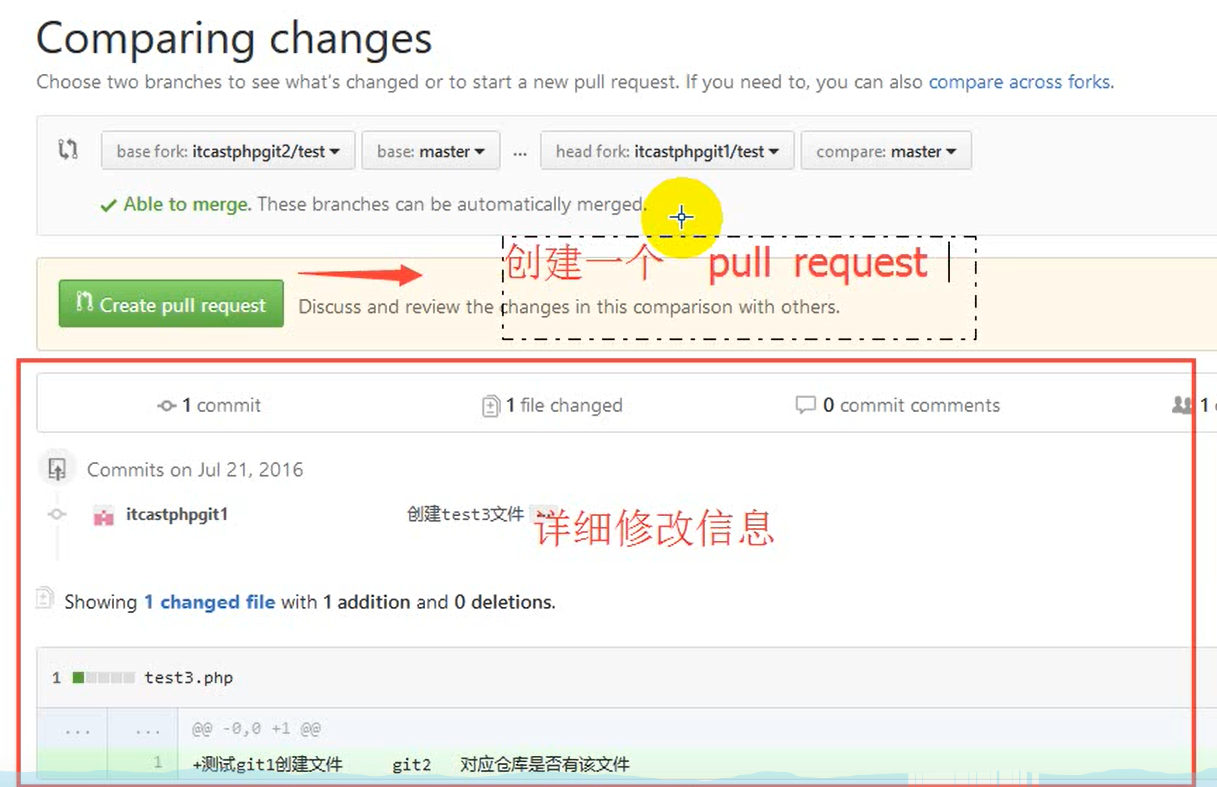 Comparing changes
Choose two branches to see what's changed or to start a new pull request. If you need to, you can also compare across forks.
base fork: itcastphpgit2/test base: master ... head fork: itcastphpgit1/test compare: master
Able to merge. These branches can be automatically merged.
创建一个 pull request
Create pull request Discuss and review the changes in this comparison with others.
1 commit 1 file changed 0 commit comments 1
Commits on Jul 21, 2016
itcastphpgit1 创建test3文件
详细修改信息
Showing 1 changed file with 1 addition and 0 deletions.
1 test3.php
... ... @@ -0,0 +1 @@
1 +测试git1创建文件 git2 对应仓库是否有该文件